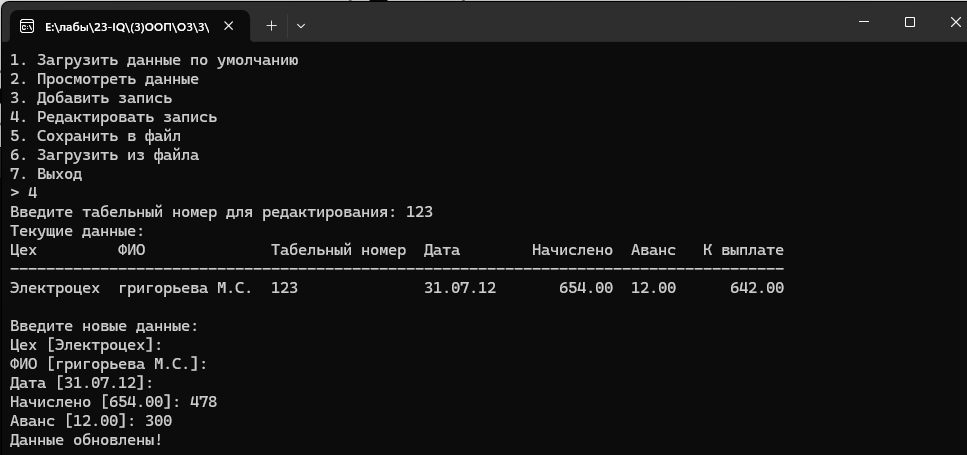 E:\лабы\23-IQ\(3)ООП\ОЗ\3\
1. Загрузить данные по умолчанию
2. Просмотреть данные
3. Добавить запись
4. Редактировать запись
5. Сохранить в файл
6. Загрузить из файла
7. Выход
> 4
Введите табельный номер для редактирования: 123
Текущие данные:
Цех ФИО Табельный номер Дата Начислено Аванс К выплате
--------------------------------------------------------------------------------------
Электроцех григорьева М.С. 123 31.07.12 654.00 12.00 642.00
Введите новые данные:
Цех [Электроцех]:
ФИО [григорьева М.С.]:
Дата [31.07.12]:
Начислено [654.00]: 478
Аванс [12.00]: 300
Данные обновлены!